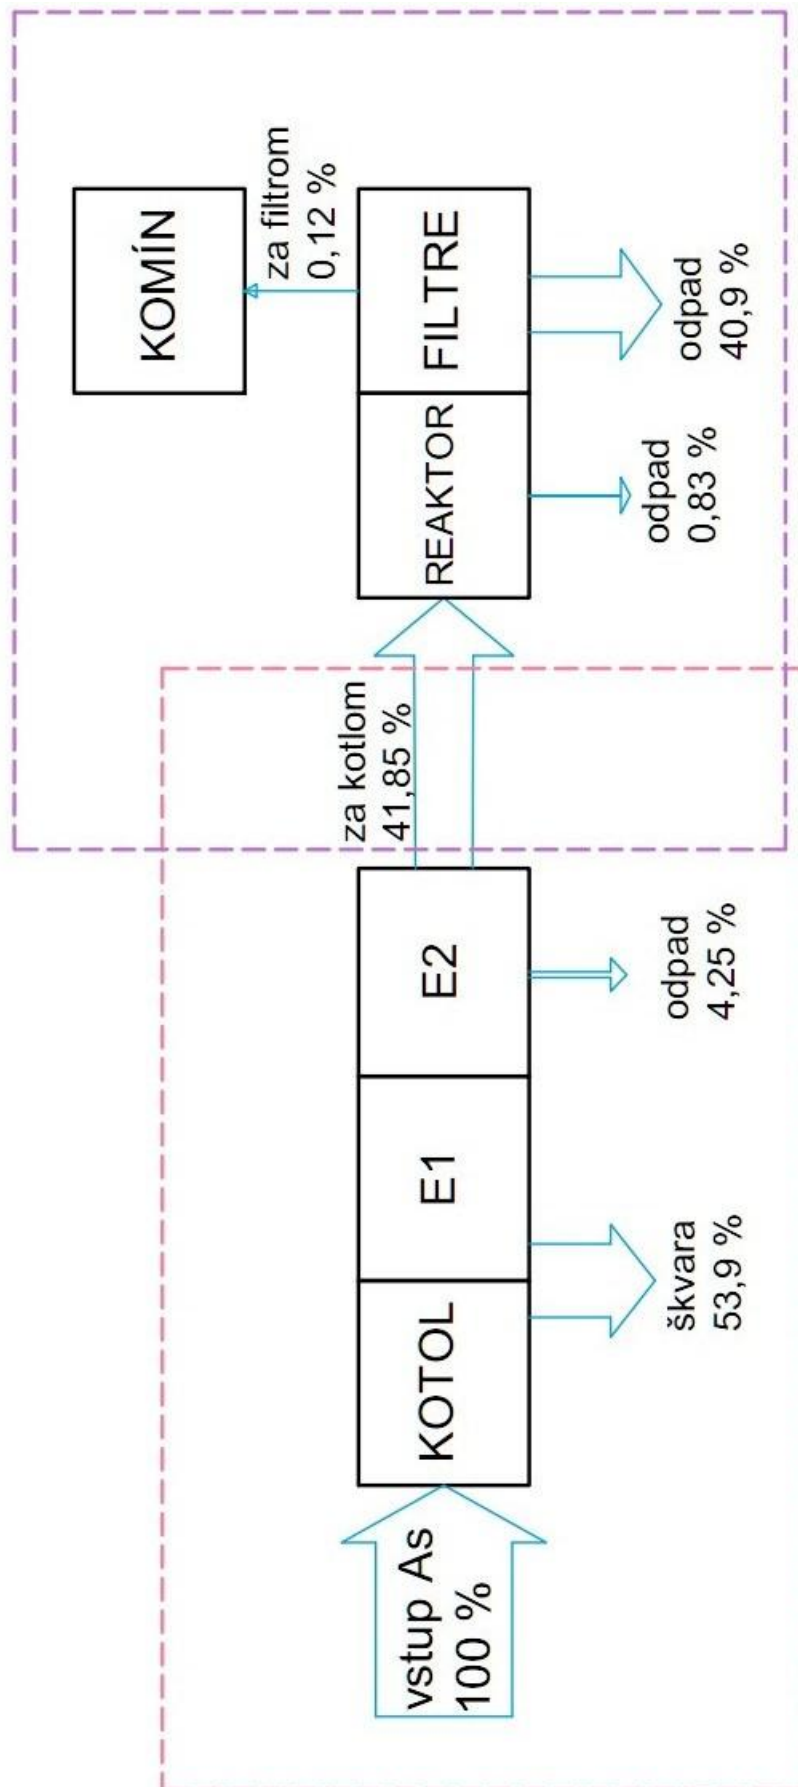 KOMÍN
za filtrom
0,12 %
REAKTOR
FILTRE
odpad
0,83 %
odpad
40,9 %
za kotlom
41,85 %
vstup As
100 %
KOTOL
E1
E2
škvara
53,9 %
odpad
4,25 %